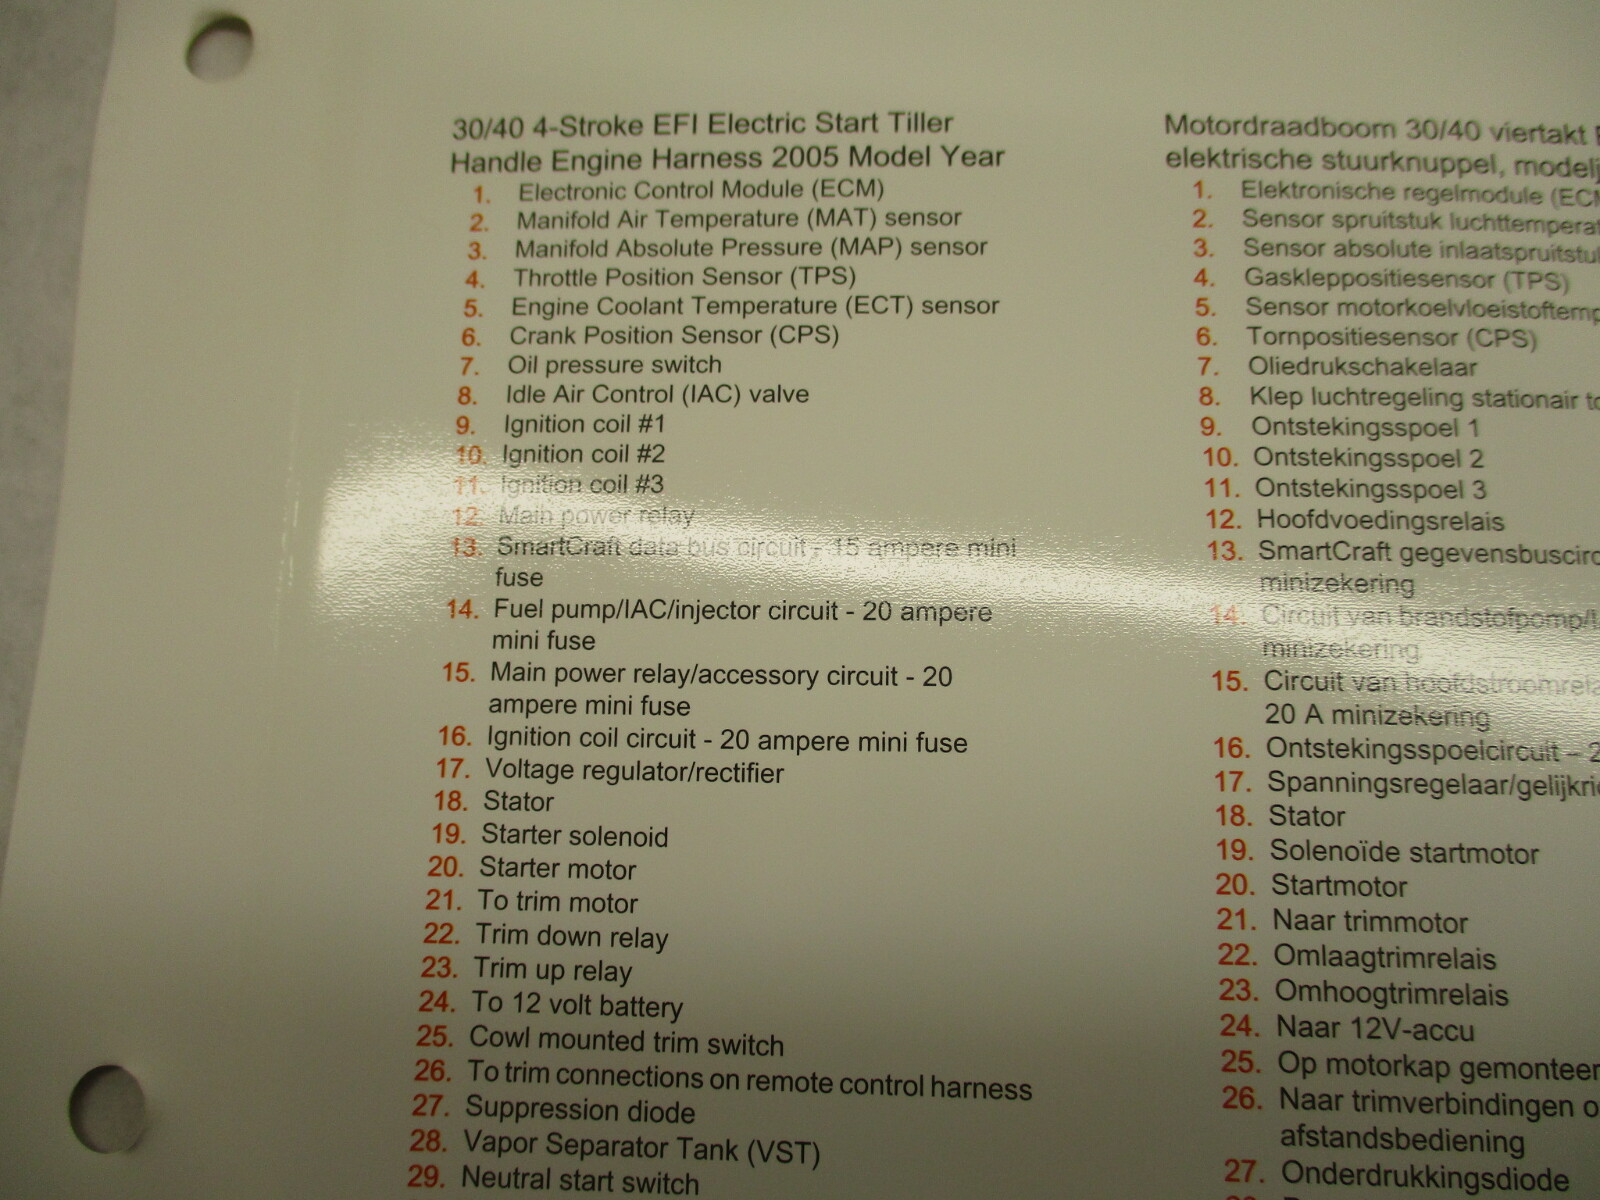 30/40 4-Stroke EFI Electric Start Tiller
Handle Engine Harness 2005 Model Year
1. Electronic Control Module (ECM)
2. Manifold Air Temperature (MAT) sensor
3. Manifold Absolute Pressure (MAP) sensor
4. Throttle Position Sensor (TPS)
5. Engine Coolant Temperature (ECT) sensor
6. Crank Position Sensor (CPS)
7. Oil pressure switch
8. Idle Air Control (IAC) valve
9. Ignition coil #1
10. Ignition coil #2
11. Ignition coil #3
12. Main power relay
13. SmartCraft data bus circuit - 15 ampere mini
fuse
14. Fuel pump/IAC/injector circuit - 20 ampere
mini fuse
15. Main power relay/accessory circuit - 20
ampere mini fuse
16. Ignition coil circuit - 20 ampere mini fuse
17. Voltage regulator/rectifier
18. Stator
19. Starter solenoid
20. Starter motor
21. To trim motor
22. Trim down relay
23. Trim up relay
24. To 12 volt battery
25. Cowl mounted trim switch
26. To trim connections on remote control harness
27. Suppression diode
28. Vapor Separator Tank (VST)
29. Neutral start switch
Motordraadboom 30/40 viertakt
elektrische stuurknuppel,
1. Elektronische regelmodule
2. Sensor spruitstuk
3. Sensor absolute
4. Gaskleppositiesensor (TPS)
5. Sensor
6. Tornpositiesensor (CPS)
7. Oliedrukschakelaar
8. Klep luchtregeling stationair
9. Ontstekingsspoel 1
10. Ontstekingsspoel 2
11. Ontstekingsspoel 3
12. Hoofdvoedingsrelais
13. SmartCraft
minizekering
14. Circuit van
minizekering
15. Circuit van
20 A minizekering
16. Ontstekingsspoelcircuit –
17.
18. Stator
19. Solenoïde startmotor
20. Startmotor
21. Naar trimmotor
22. Omlaagtrimrelais
23. Omhoogtrimrelais
24. Naar 12V-accu
25. Op motorkap
26. Naar trimverbindingen
afstandsbediening
27. Onderdrukkingsdiode